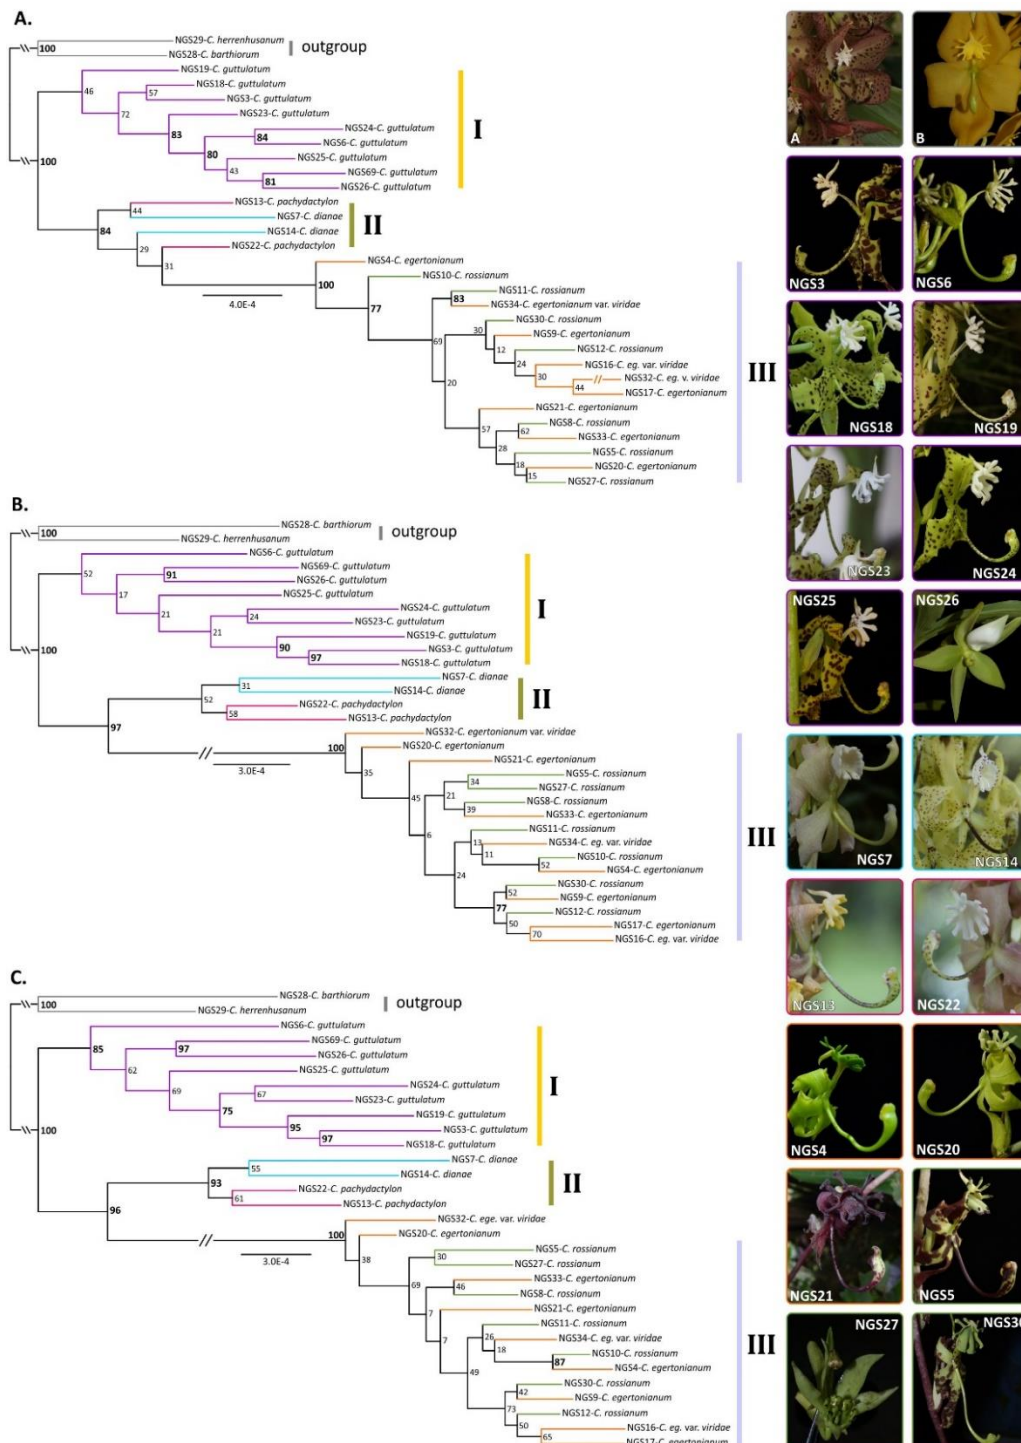 A.
100
NGS29-C. herrenhusanum
NGS28-C. barthiorum
outgroup
NGS19-C. guttulatum
46
NGS18-C. guttulatum
57
NGS3-C. guttulatum
72
NGS23-C. guttulatum
I
NGS24-C. guttulatum
83
84
NGS6-C. guttulatum
80
NGS25-C. guttulatum
100
43
NGS69-C. guttulatum
81
NGS26-C. guttulatum
NGS13-C. pachydactylon
44
NGS7-C. dianae
84
II
NGS14-C. dianae
29
NGS22-C. pachydactylon
31
NGS4-C. egertonianum
100
NGS10-C. rossianum
77
4.0E-4
NGS11-C. rossianum
83
NGS34-C. egertonianum var. viridae
NGS30-C. rossianum
30
NGS9-C. egertonianum
69
12
NGS12-C. rossianum
24
NGS16-C. eg. var. viridae
III
30
NGS32-C. eg. v. viridae
20
44
NGS17-C. egertonianum
NGS21-C. egertonianum
57
NGS8-C. rossianum
62
NGS33-C. egertonianum
28
NGS5-C. rossianum
18
NGS20-C. egertonianum
15
NGS27-C. rossianum
B.
NGS28-C. barthiorum
100
outgroup
NGS29-C. herrenhusanum
NGS6-C. guttulatum
52
NGS69-C. guttulatum
91
NGS26-C. guttulatum
17
NGS25-C. guttulatum
21
I
NGS24-C. guttulatum
24
NGS23-C. guttulatum
21
NGS19-C. guttulatum
90
NGS3-C. guttulatum
100
97
NGS18-C. guttulatum
NGS7-C. dianae
31
NGS14-C. dianae
52
II
NGS22-C. pachydactylon
58
NGS13-C. pachydactylon
97
NGS32-C. egertonianum var. viridae
100
NGS20-C. egertonianum
35
3.0E-4
NGS21-C. egertonianum
NGS5-C. rossianum
34
NGS27-C. rossianum
45
21
NGS8-C. rossianum
39
NGS33-C. egertonianum
6
NGS11-C. rossianum
III
13
NGS34-C. eg. var. viridae
11
NGS10-C. rossianum
52
NGS4-C. egertonianum
24
NGS30-C. rossianum
52
NGS9-C. egertonianum
77
NGS12-C. rossianum
50
NGS17-C. egertonianum
70
NGS16-C. eg. var. viridae
C.
NGS28-C. barthiorum
100
outgroup
NGS29-C. herrenhusanum
NGS6-C. guttulatum
85
NGS69-C. guttulatum
97
NGS26-C. guttulatum
62
NGS25-C. guttulatum
69
I
NGS24-C. guttulatum
67
NGS23-C. guttulatum
75
NGS19-C. guttulatum
95
NGS3-C. guttulatum
100
97
NGS18-C. guttulatum
NGS7-C. dianae
55
NGS14-C. dianae
93
II
NGS22-C. pachydactylon
61
NGS13-C. pachydactylon
96
NGS32-C. ege. var. viridae
100
NGS20-C. egertonianum
38
3.0E-4
NGS5-C. rossianum
30
NGS27-C. rossianum
69
NGS33-C. egertonianum
46
NGS8-C. rossianum
7
NGS21-C. egertonianum
7
NGS11-C. rossianum
26
NGS34-C. eg. var. viridae
III
18
NGS10-C. rossianum
87
NGS4-C. egertonianum
49
NGS30-C. rossianum
42
NGS9-C. egertonianum
73
NGS12-C. rossianum
50
NGS16-C. eg. var. viridae
65
NGS17-C. egertonianum
A
B
NGS3
NGS6
NGS18
NGS19
NGS23
NGS24
NGS25
NGS26
NGS7
NGS14
NGS13
NGS22
NGS4
NGS20
NGS21
NGS5
NGS27
NGS30